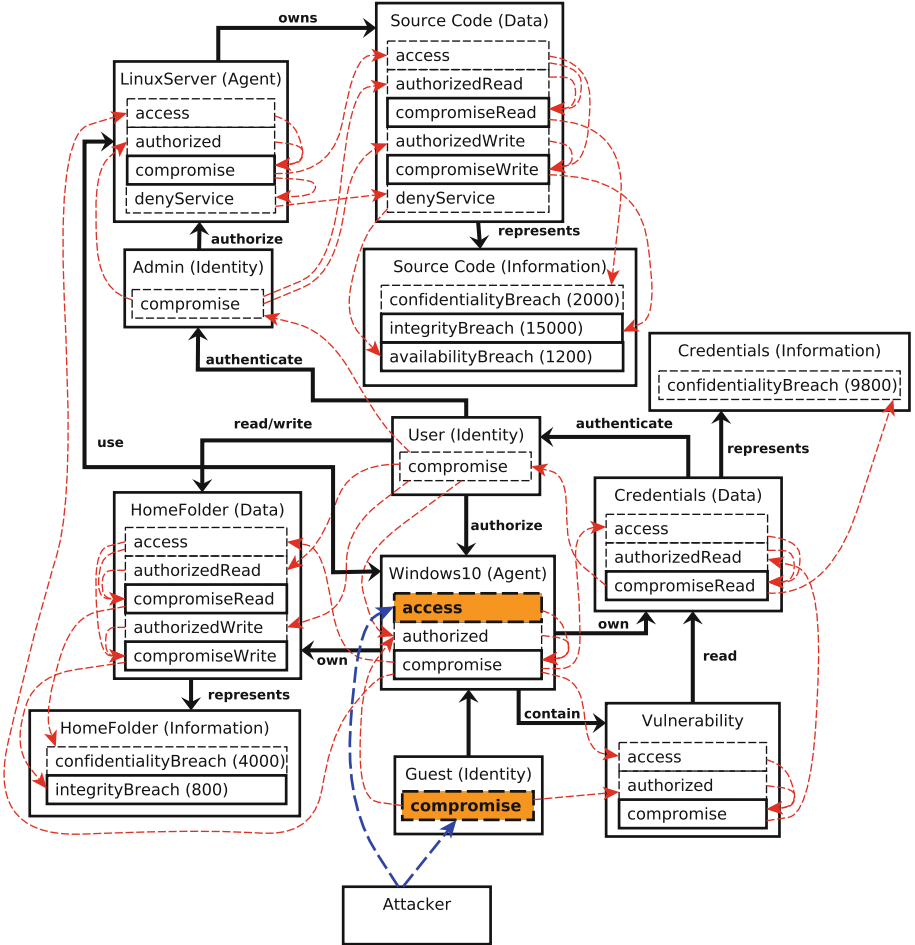 owns
Source Code (Data)
access
authorizedRead
compromiseRead
authorizedWrite
compromiseWrite
denyService
LinuxServer (Agent)
access
authorized
compromise
denyService
represents
authorize
Admin (Identity)
compromise
Source Code (Information)
confidentialityBreach (2000)
integrityBreach (15000)
availabilityBreach (1200)
Credentials (Information)
confidentialityBreach (9800)
authenticate
read/write
use
User (Identity)
compromise
authenticate
represents
HomeFolder (Data)
access
authorizedRead
compromiseRead
authorizedWrite
compromiseWrite
authorize
Credentials (Data)
access
authorizedRead
compromiseRead
Windows10 (Agent)
access
authorized
compromise
own
own
read
represents
contain
HomeFolder (Information)
confidentialityBreach (4000)
integrityBreach (800)
Vulnerability
access
authorized
compromise
Guest (Identity)
compromise
Attacker